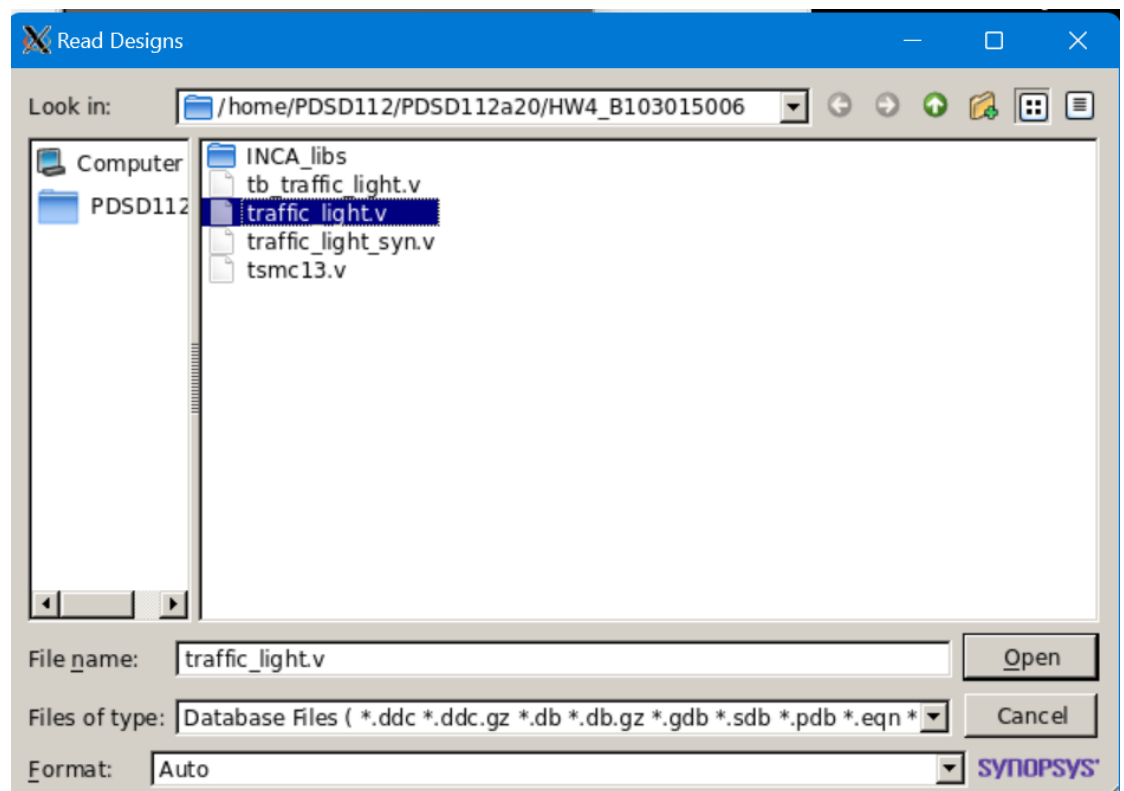 Read Designs
Look in: /home/PDSD112/PDSD112a20/HW4_B103015006
Computer
PDSD112
INCA_libs
tb_traffic_light.v
traffic_light.v
traffic_light_syn.v
tsmc13.v
File name: traffic_light.v Open
Files of type: Database Files ( *.ddc *.ddc.gz *.db *.db.gz *.gdb *.sdb *.pdb *.eqn * Cancel
Format: Auto SYNOPSYS